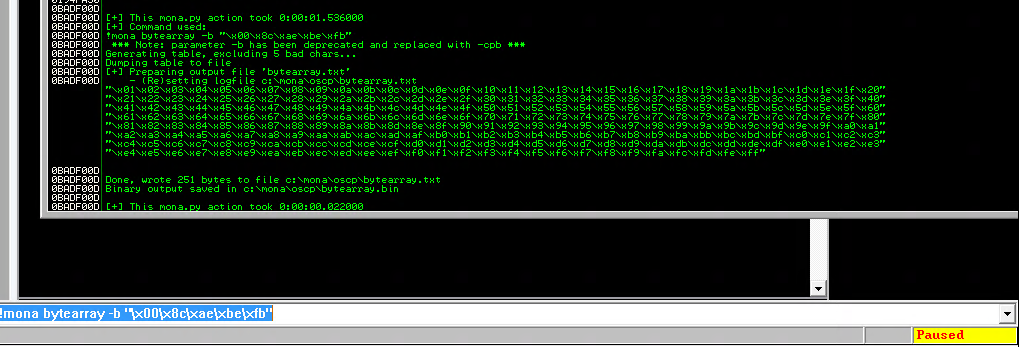 0BADF00D [+] This mona.py action took 0:00:01.536000
0BADF00D [+] Command used:
0BADF00D !mona bytearray -b "\x00\x8c\xae\xbe\xfb"
0BADF00D *** Note: parameter -b has been deprecated and replaced with -cpb ***
0BADF00D Generating table, excluding 5 bad chars...
0BADF00D Dumping table to file
0BADF00D [+] Preparing output file 'bytearray.txt'
0BADF00D - (Re)setting logfile c:\mona\oscp\bytearray.txt
"\x01\x02\x03\x04\x05\x06\x07\x08\x09\x0a\x0b\x0c\x0d\x0e\x0f\x10\x11\x12\x13\x14\x15\x16\x17\x18\x19\x1a\x1b\x1c\x1d\x1e\x1f\x20"
"\x21\x22\x23\x24\x25\x26\x27\x28\x29\x2a\x2b\x2c\x2d\x2e\x2f\x30\x31\x32\x33\x34\x35\x36\x37\x38\x39\x3a\x3b\x3c\x3d\x3e\x3f\x40"
"\x41\x42\x43\x44\x45\x46\x47\x48\x49\x4a\x4b\x4c\x4d\x4e\x4f\x50\x51\x52\x53\x54\x55\x56\x57\x58\x59\x5a\x5b\x5c\x5d\x5e\x5f\x60"
"\x61\x62\x63\x64\x65\x66\x67\x68\x69\x6a\x6b\x6c\x6d\x6e\x6f\x70\x71\x72\x73\x74\x75\x76\x77\x78\x79\x7a\x7b\x7c\x7d\x7e\x7f\x80"
"\x81\x82\x83\x84\x85\x86\x87\x88\x89\x8a\x8b\x8d\x8e\x8f\x90\x91\x92\x93\x94\x95\x96\x97\x98\x99\x9a\x9b\x9c\x9d\x9e\x9f\xa0\xa1"
"\xa2\xa3\xa4\xa5\xa6\xa7\xa8\xa9\xaa\xab\xac\xad\xaf\xb0\xb1\xb2\xb3\xb4\xb5\xb6\xb7\xb8\xb9\xba\xbb\xbc\xbd\xbf\xc0\xc1\xc2\xc3"
"\xc4\xc5\xc6\xc7\xc8\xc9\xca\xcb\xcc\xcd\xce\xcf\xd0\xd1\xd2\xd3\xd4\xd5\xd6\xd7\xd8\xd9\xda\xdb\xdc\xdd\xde\xdf\xe0\xe1\xe2\xe3"
"\xe4\xe5\xe6\xe7\xe8\xe9\xea\xeb\xec\xed\xee\xef\xf0\xf1\xf2\xf3\xf4\xf5\xf6\xf7\xf8\xf9\xfa\xfc\xfd\xfe\xff"
0BADF00D
0BADF00D Done, wrote 251 bytes to file c:\mona\oscp\bytearray.txt
0BADF00D Binary output saved in c:\mona\oscp\bytearray.bin
0BADF00D
0BADF00D [+] This mona.py action took 0:00:00.022000
!mona bytearray -b "\x00\x8c\xae\xbe\xfb"
Paused